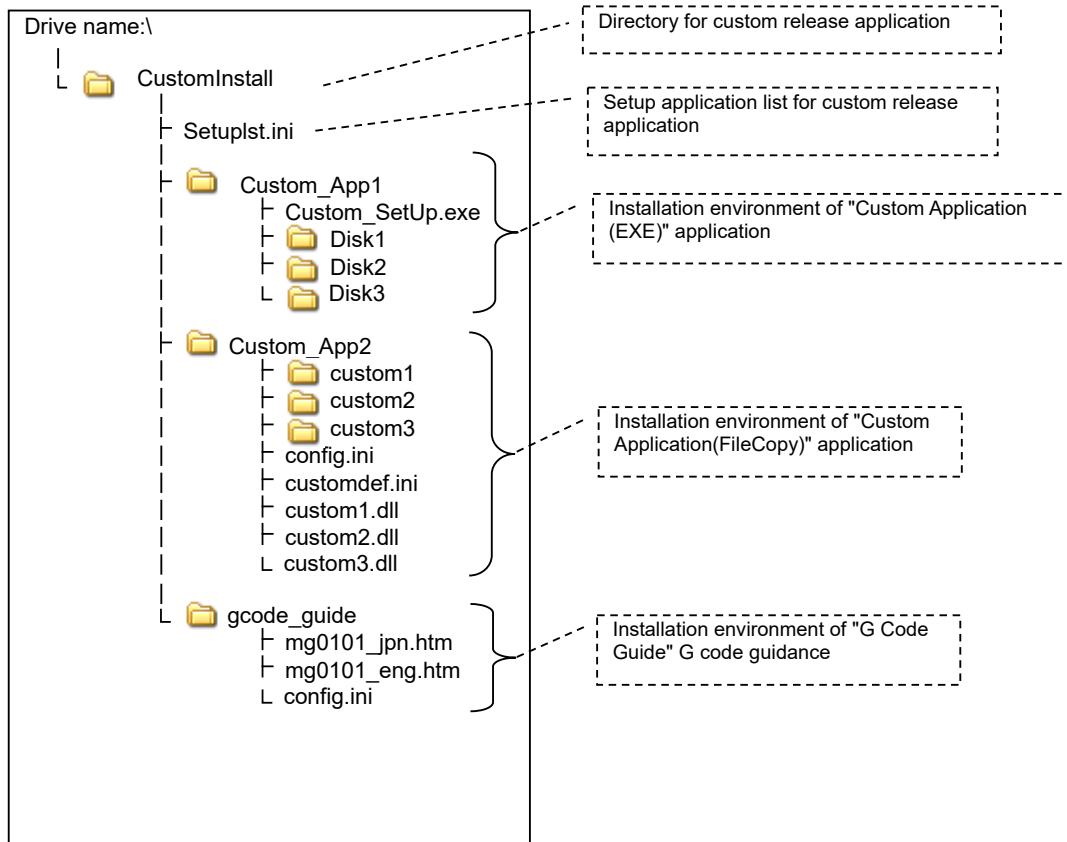 Drive name:\
Directory for custom release application
CustomInstall
Setuplst.ini
Setup application list for custom release
application
Custom_App1
Custom_SetUp.exe
Disk1
Disk2
Disk3
Installation environment of "Custom Application
(EXE)" application
Custom_App2
custom1
custom2
custom3
config.ini
customdef.ini
custom1.dll
custom2.dll
custom3.dll
Installation environment of "Custom
Application(FileCopy)" application
gcode_guide
mg0101_jpn.htm
mg0101_eng.htm
config.ini
Installation environment of "G Code
Guide" G code guidance